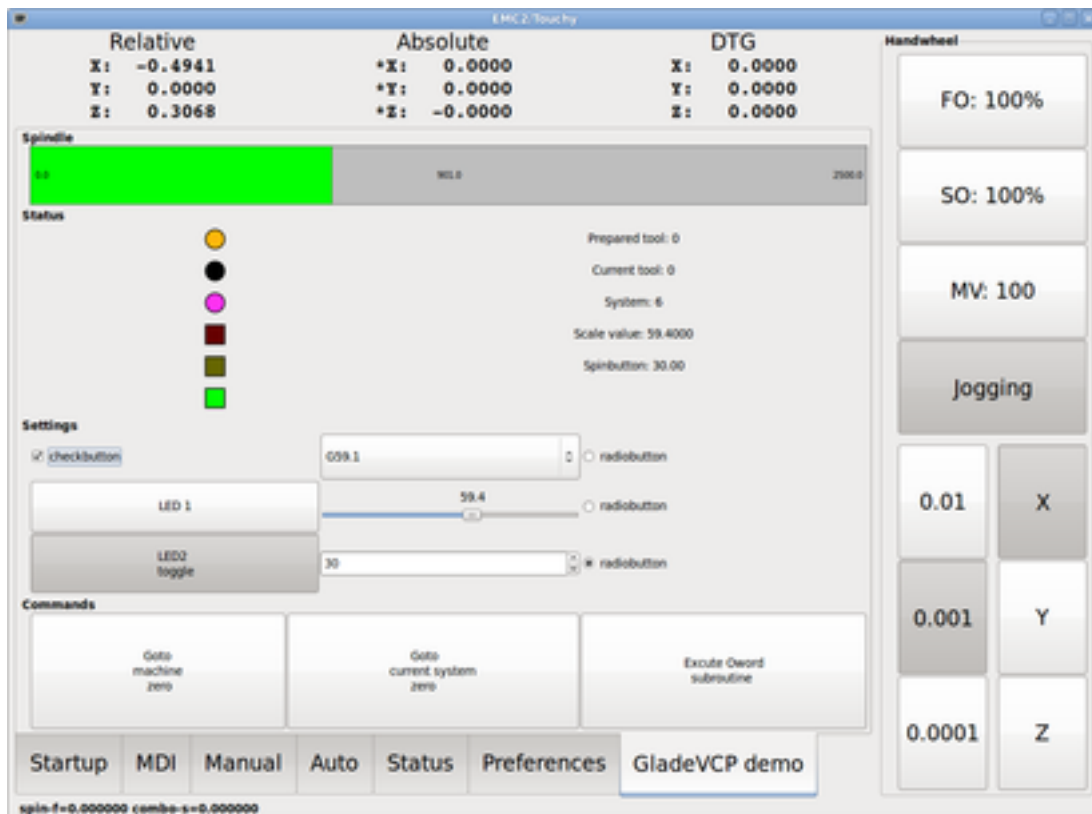 EMC2/Touchy
Relative Absolute DTG
X: -0.4941 *X: 0.0000 X: 0.0000
Y: 0.0000 *Y: 0.0000 Y: 0.0000
Z: 0.3068 *Z: -0.0000 Z: 0.0000
Spindle
0.0 901.0 2500.0
Status
Prepared tool: 0
Current tool: 0
System: 6
Scale value: 59.4000
Spinbutton: 30.00
Settings
checkbutton G59.1 radiobutton
LED 1 59.4 radiobutton
LED2
toggle
30 radiobutton
Commands
Goto
machine
zero
Goto
current system
zero
Excute Oword
subroutine
Startup MDI Manual Auto Status Preferences GladeVCP demo
spin-f=0.000000 combo-s=0.000000
Handwheel
FO: 100%
SO: 100%
MV: 100
Jogging
0.01 X
0.001 Y
0.0001 Z